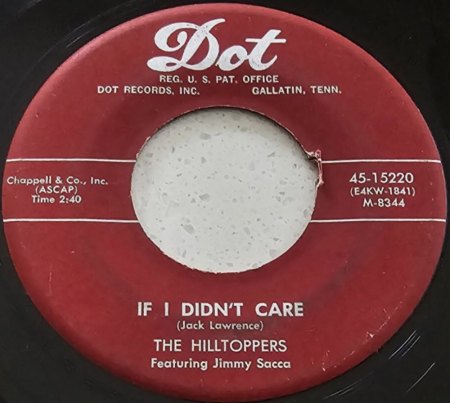 Dot
REG. U. S. PAT. OFFICE
DOT RECORDS, INC. GALLATIN, TENN.
Chappell & Co., Inc.
(ASCAP)
Time 2:40
45-15220
(E4KW-1841)
M-8344
IF I DIDN'T CARE
(Jack Lawrence)
THE HILLTOPPERS
Featuring Jimmy Sacca